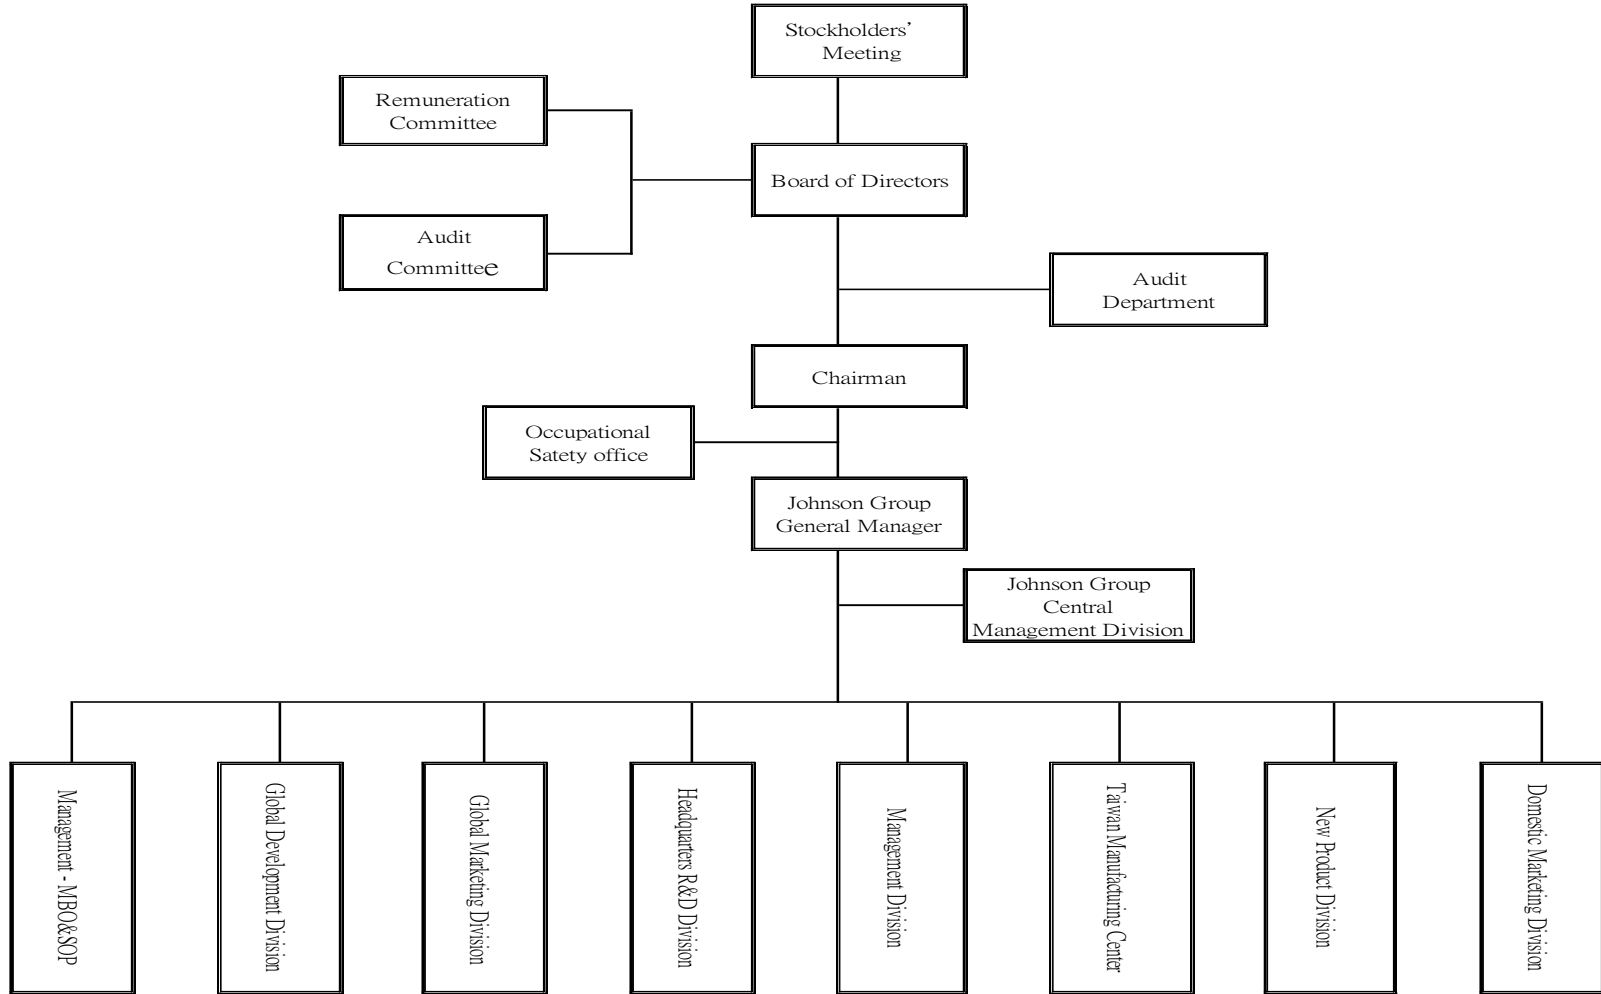 Stockholders’
Meeting
Remuneration
Committee
Board of Directors
Audit
Committee
Audit
Department
Chairman
Occupational
Satety office
Johnson Group
General Manager
Johnson Group
Central
Management Division
Management - MBO&SOP
Global Development Division
Global Marketing Division
Headquarters R&D Division
Management Division
Taiwan Manufacturing Center
New Product Division
Domestic Marketing Division